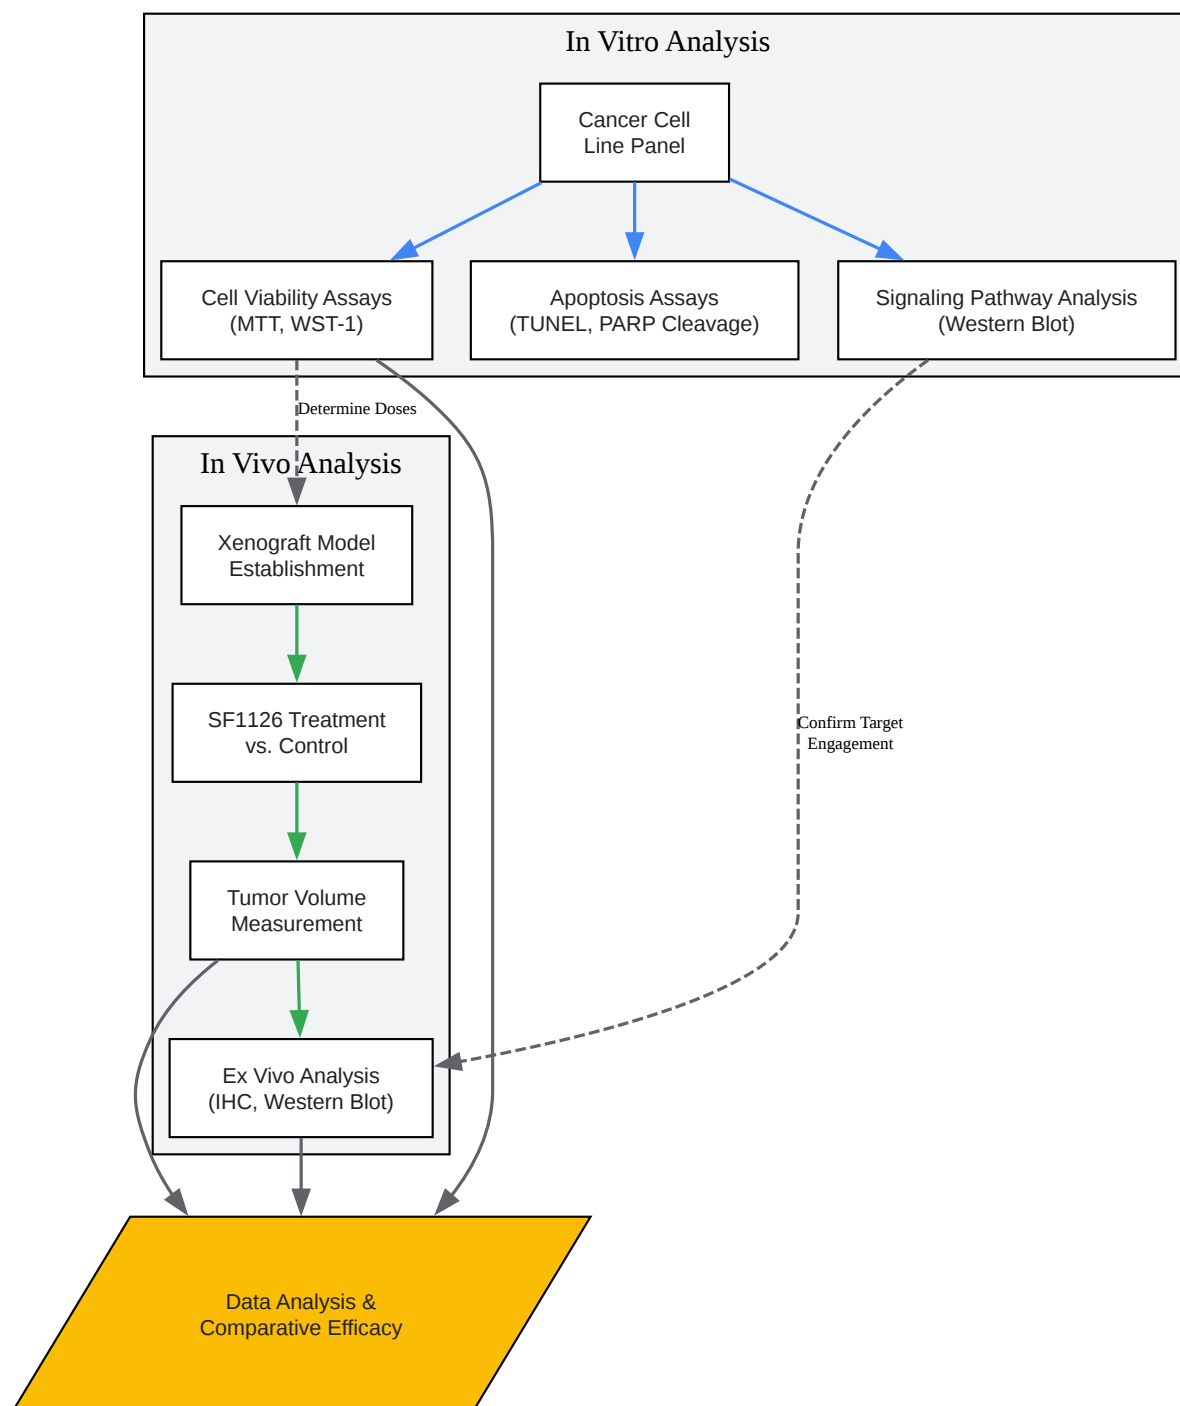 In Vitro Analysis
Cancer Cell
Line Panel
Cell Viability Assays
(MTT, WST-1)
Apoptosis Assays
(TUNEL, PARP Cleavage)
Signaling Pathway Analysis
(Western Blot)
Determine Doses
In Vivo Analysis
Xenograft Model
Establishment
SF1126 Treatment
vs. Control
Confirm Target
Engagement
Tumor Volume
Measurement
Ex Vivo Analysis
(IHC, Western Blot)
Data Analysis &
Comparative Efficacy